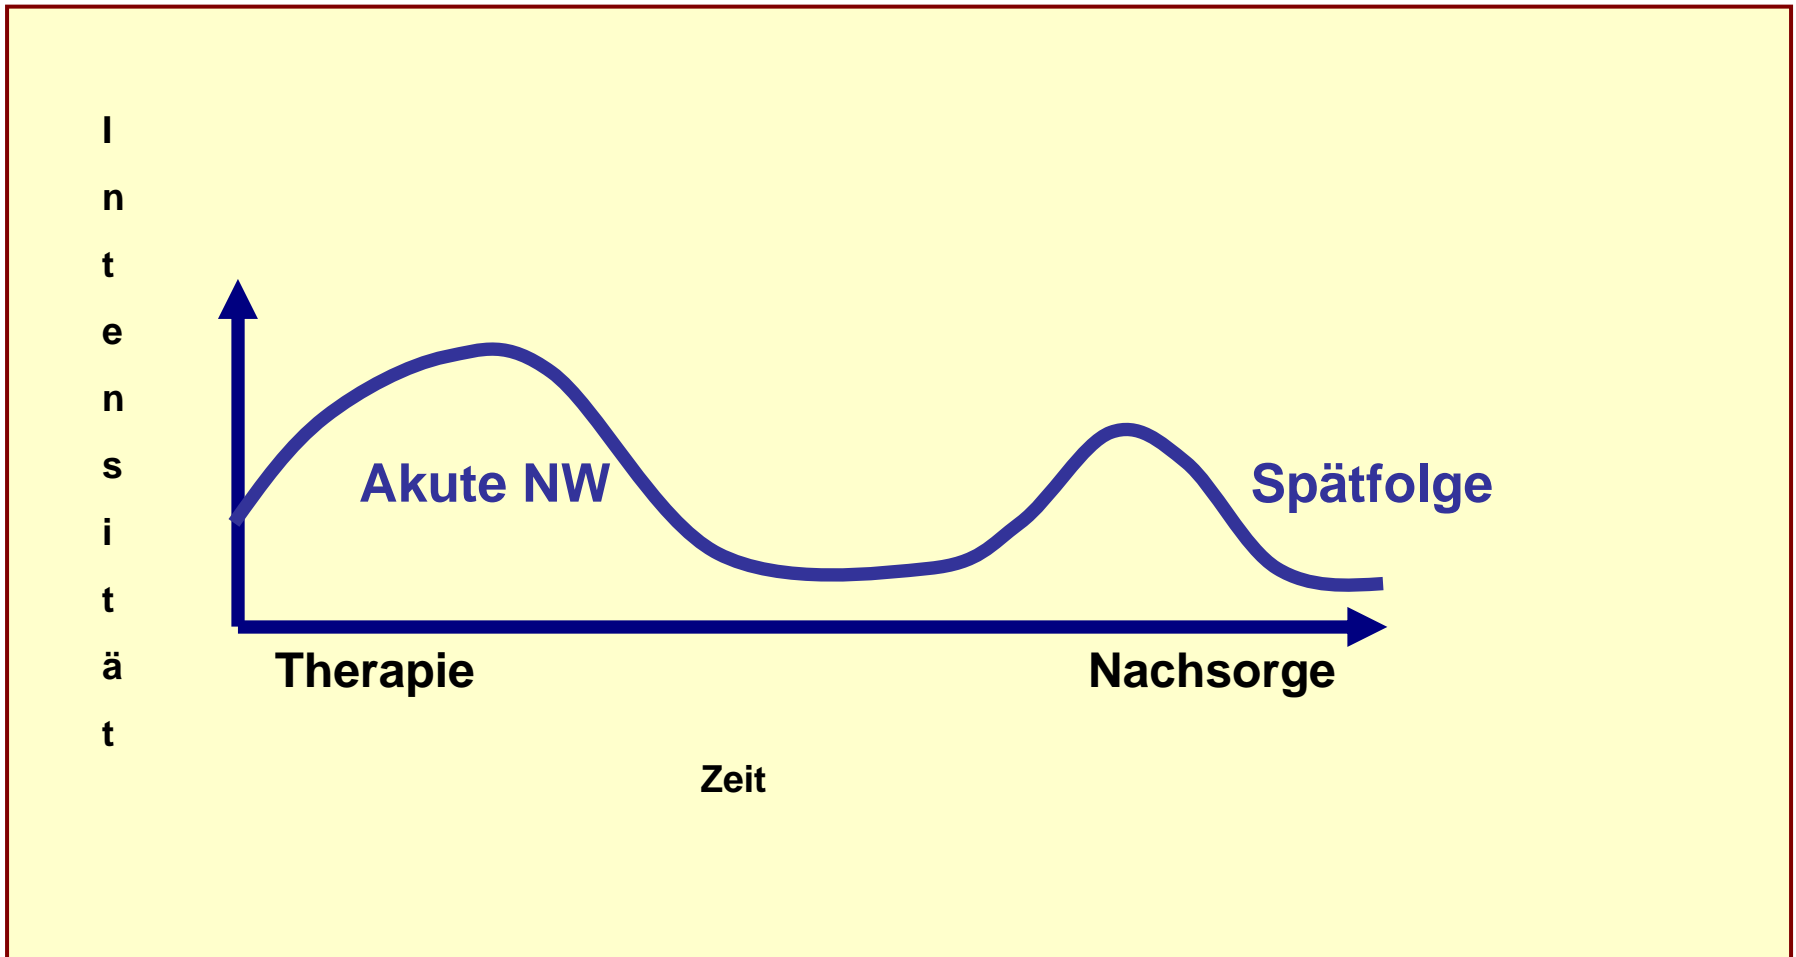 Intensität
Akute NW
Spätfolge
Therapie
Nachsorge
Zeit